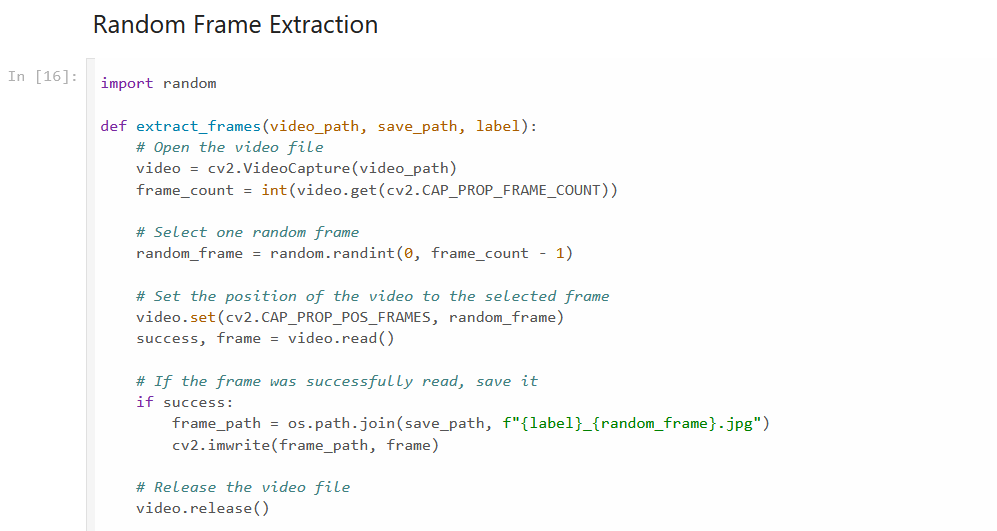 Random Frame Extraction
In [16]:
import random
def extract_frames(video_path, save_path, label):
# Open the video file
video = cv2.VideoCapture(video_path)
frame_count = int(video.get(cv2.CAP_PROP_FRAME_COUNT))
# Select one random frame
random_frame = random.randint(0, frame_count - 1)
# Set the position of the video to the selected frame
video.set(cv2.CAP_PROP_POS_FRAMES, random_frame)
success, frame = video.read()
# If the frame was successfully read, save it
if success:
frame_path = os.path.join(save_path, f"{label}_{random_frame}.jpg")
cv2.imwrite(frame_path, frame)
# Release the video file
video.release()